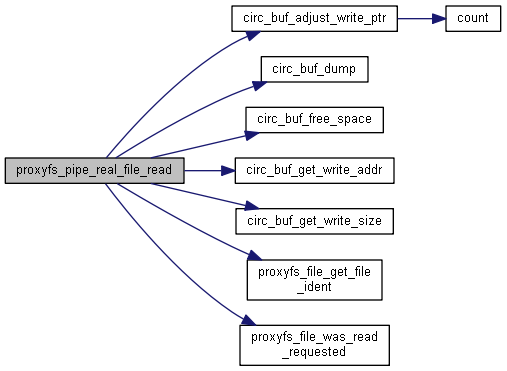 circ_buf_adjust_write_ptr
count
circ_buf_dump
circ_buf_free_space
proxyfs_pipe_real_file_read
circ_buf_get_write_addr
circ_buf_get_write_size
proxyfs_file_get_file
_ident
proxyfs_file_was_read
_requested